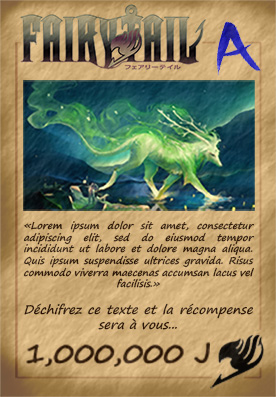 FAIRY TAIL
A
フェアリーテイル
«Lorem ipsum dolor sit amet, consectetur
adipiscing elit, sed do eiusmod tempor
incididunt ut labore et dolore magna aliqua.
Quis ipsum suspendisse ultrices gravida. Risus
commodo viverra maecenas accumsan lacus vel
facilisis.»
Déchifrez ce texte et la récompense
sera à vous...
1,000,000 J